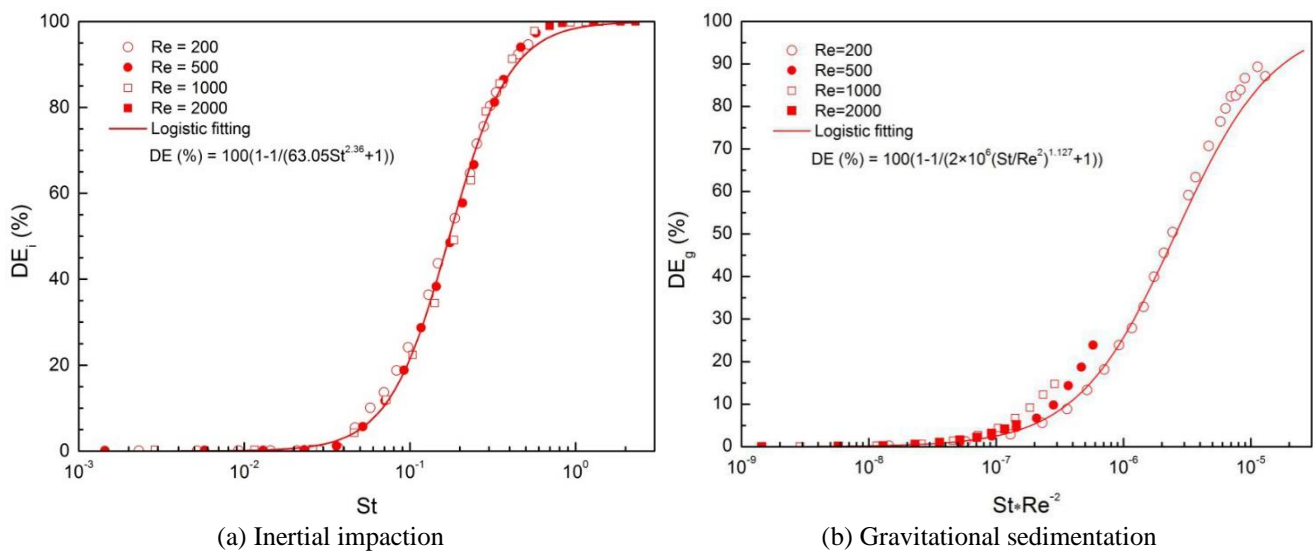 100
80
60
40
20
0
DE_i (%)
Re = 200
Re = 500
Re = 1000
Re = 2000
Logistic fitting
DE (%) = 100(1-1/(63.05St^2.36+1))
10^-3
10^-2
10^-1
10^0
St
(a) Inertial impaction
100
90
80
70
60
50
40
30
20
10
0
DE_g (%)
Re=200
Re=500
Re=1000
Re=2000
Logistic fitting
DE (%) = 100(1-1/(2×10^6(St/Re^2)^1.127+1))
10^-9
10^-8
10^-7
10^-6
10^-5
St*Re^-2
(b) Gravitational sedimentation